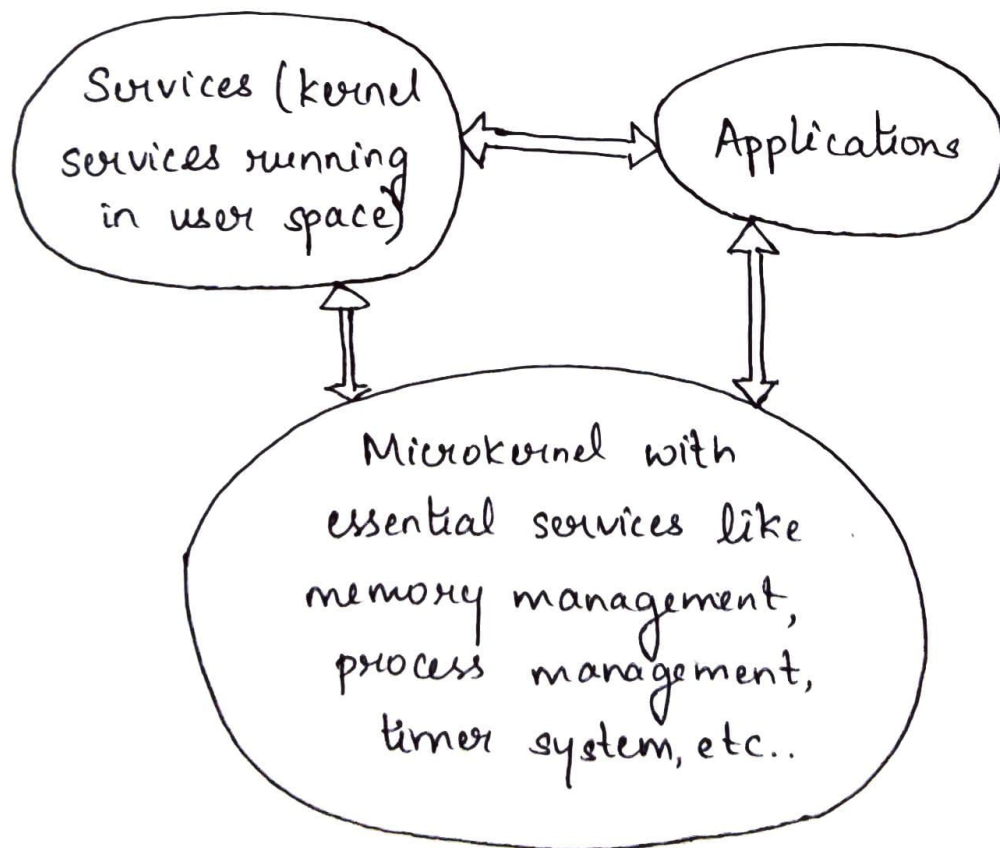 Services (kernel
services running
in user space)
Applications
Microkernel with
essential services like
memory management,
process management,
timer system, etc..